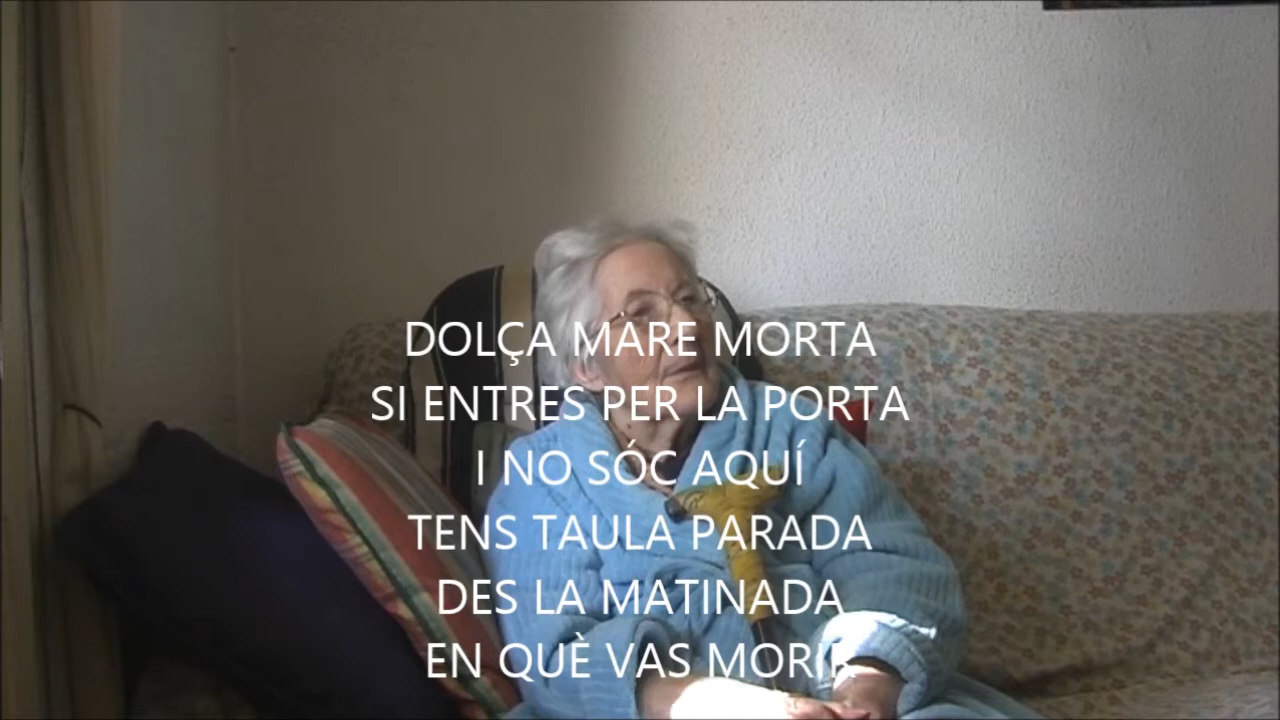 DOLÇA MARE MORTA
SI ENTRES PER LA PORTA
I NO SÓC AQUÍ
TENS TAULA PARADA
DES LA MATINADA
EN QUÈ VAS MORIR